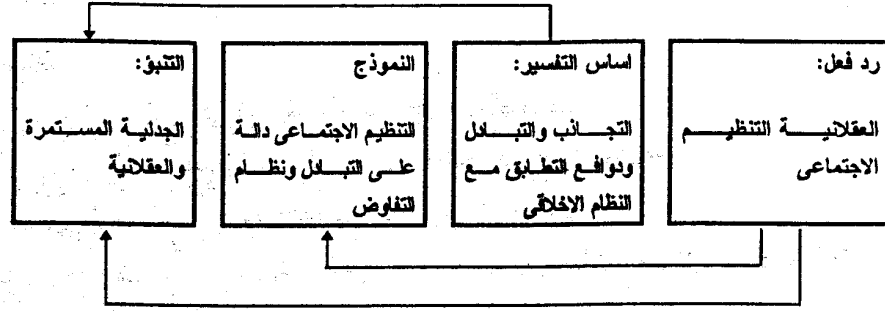 رد فعل:
العقلانية التنظيم
الاجتماعى
اساس التفسير:
التجاذب والتبادل
ودوافع التطابق مع
النظام الاخلاقى
النموذج
التنظيم الاجتماعى دالة
على التبادل ونظام
التفاوض
التنبؤ:
الجدلية المستمرة
والعقلانية